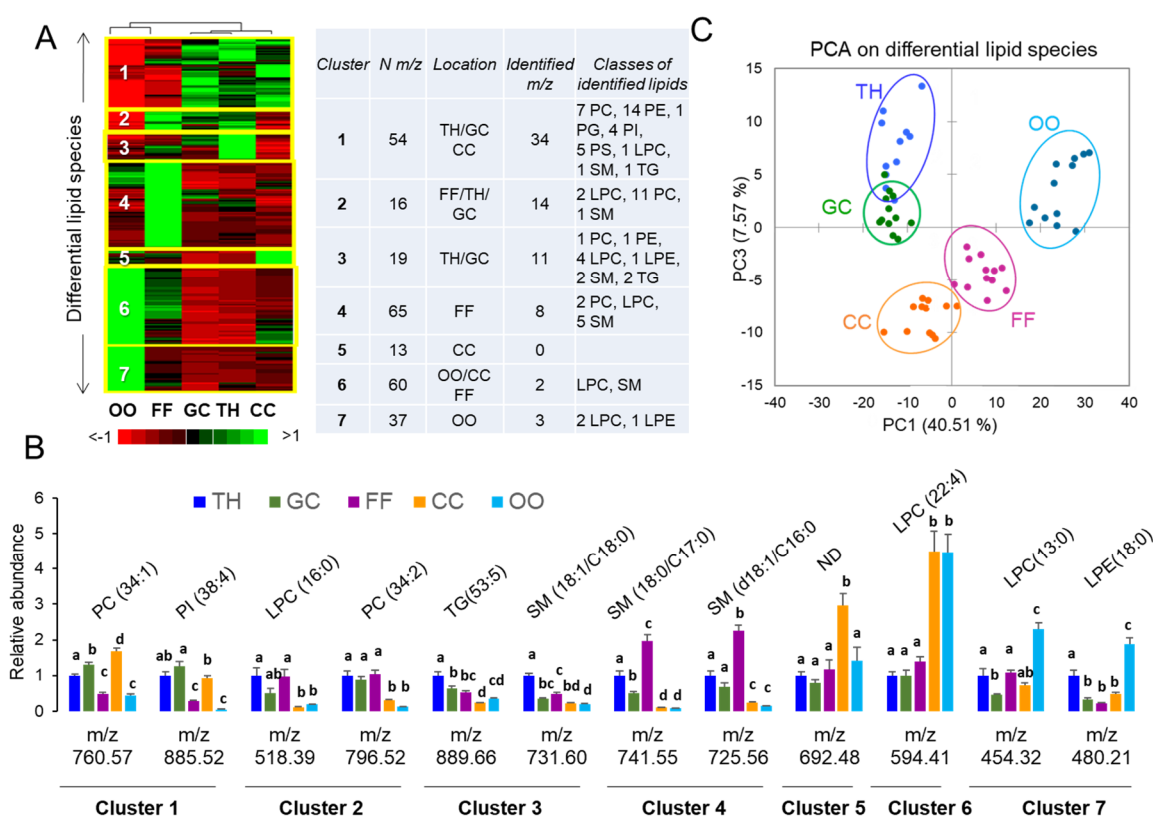 A
Differential lipid species
1
2
3
4
5
6
7
OO FF GC TH CC
<-1 >1
Cluster N m/z Location Identified m/z Classes of identified lipids
1 54 TH/GC CC 34 7 PC, 14 PE, 1 PG, 4 PI, 5 PS, 1 LPC, 1 SM, 1 TG
2 16 FF/TH/ GC 14 2 LPC, 11 PC, 1 SM
3 19 TH/GC 11 1 PC, 1 PE, 4 LPC, 1 LPE, 2 SM, 2 TG
4 65 FF 8 2 PC, LPC, 5 SM
5 13 CC 0
6 60 OO/CC FF 2 LPC, SM
7 37 OO 3 2 LPC, 1 LPE
C
PCA on differential lipid species
PC3 (7.57 %)
15
10
5
0
-5
-10
-15
TH
OO
GC
FF
CC
-40 -30 -20 -10 0 10 20 30 40
PC1 (40.51 %)
B
Relative abundance
6
5
4
3
2
1
0
TH GC FF CC OO
PC (34:1) PI (38:4) LPC (16:0) PC (34:2) TG(53:5) SM (18:1/C18:0) SM (18:0/C17:0) SM (d18:1/C16:0 ND LPC (22:4) LPC(13:0) LPE(18:0)
a b c d c
ab a c b c
a ab a b b
a a a b b
a b bc d cd
a bc c bd d
a b c d d
a a b c c
a a a b a
a a a b b
a b a ab c
a b b b c
m/z m/z m/z m/z m/z m/z m/z m/z m/z m/z m/z m/z
760.57 885.52 518.39 796.52 889.66 731.60 741.55 725.56 692.48 594.41 454.32 480.21
Cluster 1 Cluster 2 Cluster 3 Cluster 4 Cluster 5 Cluster 6 Cluster 7